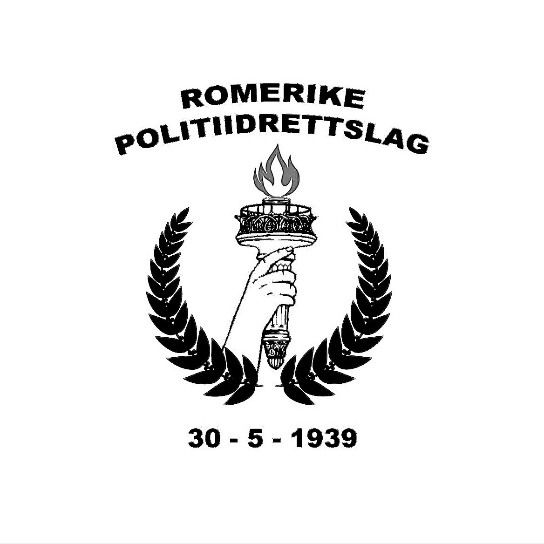 ROMERIKE
POLITIIDRETTSLAG
30 - 5 - 1939